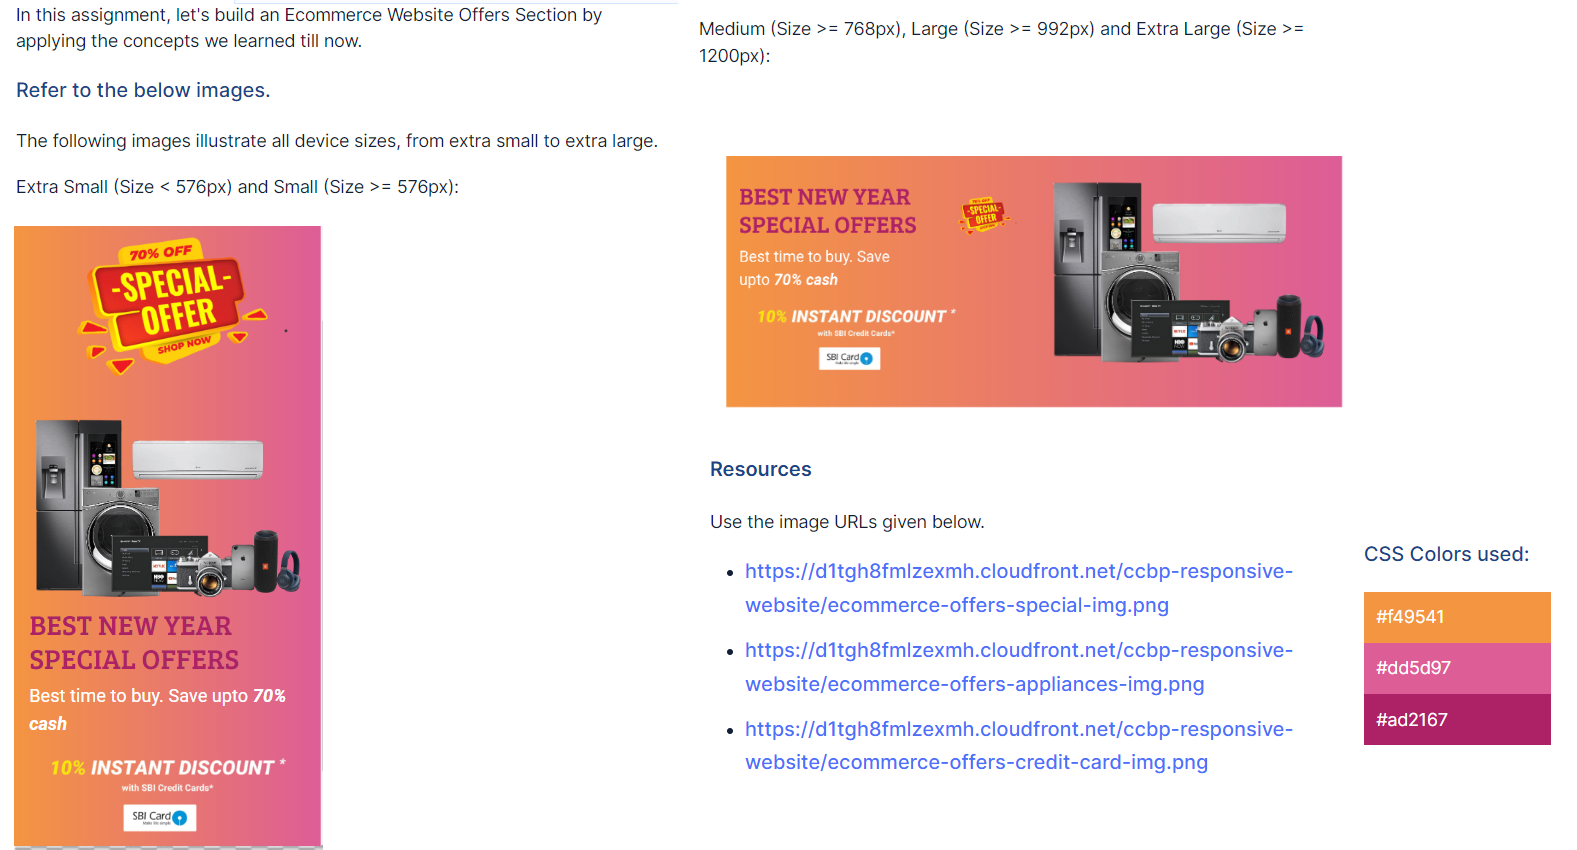 In this assignment, let's build an Ecommerce Website Offers Section by
applying the concepts we learned till now.
Refer to the below images.
The following images illustrate all device sizes, from extra small to extra large.
Extra Small (Size < 576px) and Small (Size >= 576px):
70% OFF
-SPECIAL-
OFFER
SHOP NOW
BEST NEW YEAR
SPECIAL OFFERS
Best time to buy. Save upto 70%
cash
10% INSTANT DISCOUNT *
with SBI Credit Cards*
SBI Card
Medium (Size >= 768px), Large (Size >= 992px) and Extra Large (Size >=
1200px):
BEST NEW YEAR
SPECIAL OFFERS
Best time to buy. Save
upto 70% cash
10% INSTANT DISCOUNT *
with SBI Credit Cards*
SBI Card
-SPECIAL-
OFFER
Resources
Use the image URLs given below.
• https://d1tgh8fmlzexmh.cloudfront.net/ccbp-responsive-
website/ecommerce-offers-special-img.png
• https://d1tgh8fmlzexmh.cloudfront.net/ccbp-responsive-
website/ecommerce-offers-appliances-img.png
• https://d1tgh8fmlzexmh.cloudfront.net/ccbp-responsive-
website/ecommerce-offers-credit-card-img.png
CSS Colors used:
#f49541
#dd5d97
#ad2167